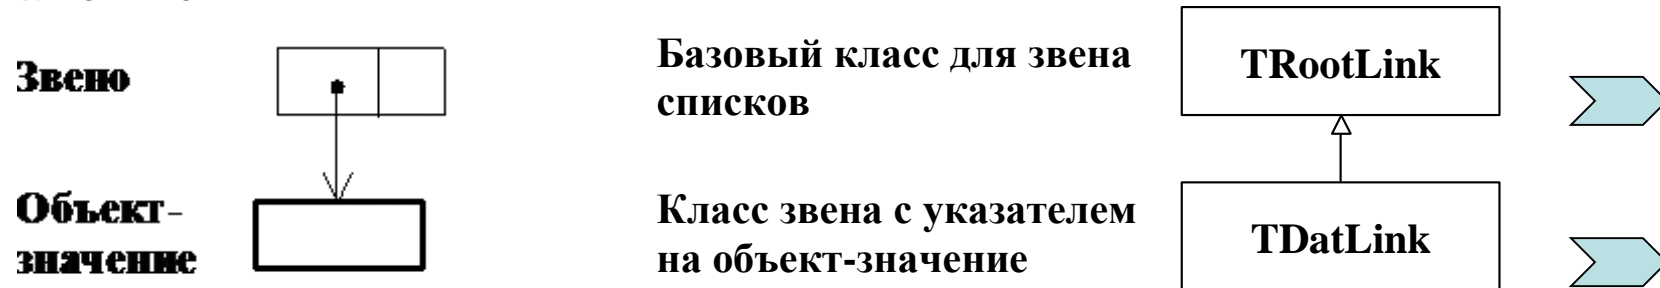 Звено
Базовый класс для звена
списков
TRootLink
Объект-
значение
Класс звена с указателем
на объект-значение
TDatLink